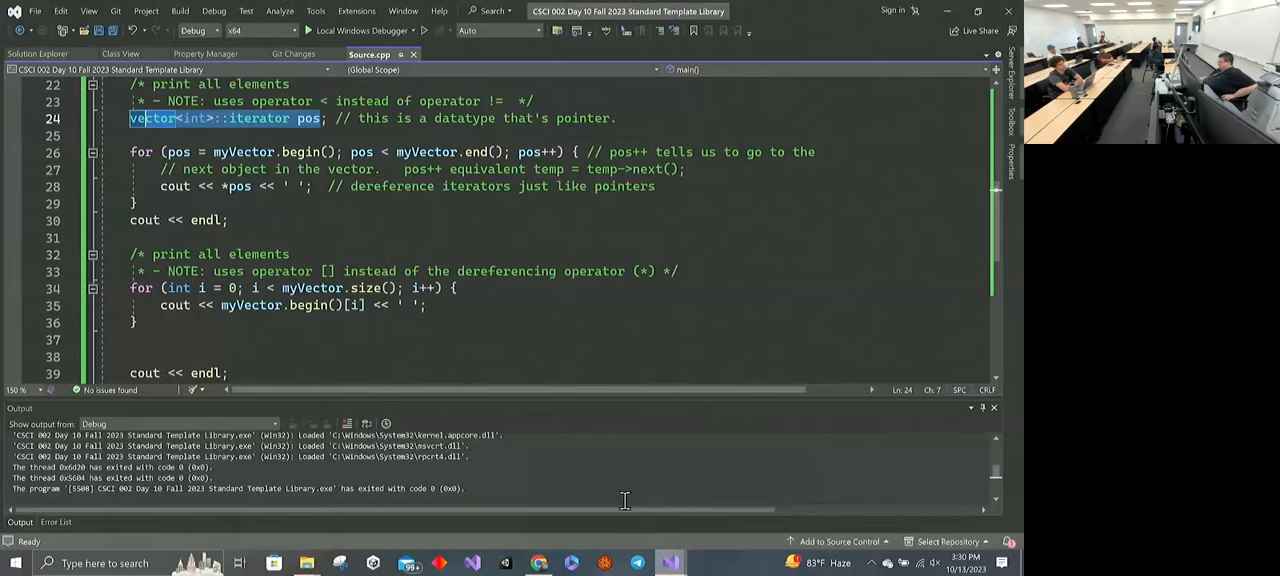 File Edit View Git Project Build Debug Test Analyze Tools Extensions Window Help Search CSCI 002 Day 10 Fall 2023 Standard Template Library Sign in
Debug x64 Local Windows Debugger Auto Live Share
Solution Explorer Class View Property Manager Git Changes Source.cpp
CSCI 002 Day 10 Fall 2023 Standard Template Library (Global Scope) main()
22 /* print all elements
23 * - NOTE: uses operator < instead of operator != */
24 vector<int>::iterator pos; // this is a datatype that's pointer.
25
26 for (pos = myVector.begin(); pos < myVector.end(); pos++) { // pos++ tells us to go to the
27 // next object in the vector. pos++ equivalent temp = temp->next();
28 cout << *pos << ' '; // dereference iterators just like pointers
29 }
30 cout << endl;
31
32 /* print all elements
33 * - NOTE: uses operator [] instead of the dereferencing operator (*) */
34 for (int i = 0; i < myVector.size(); i++) {
35 cout << myVector.begin()[i] << ' ';
36 }
37
38
39 cout << endl;
150 % No issues found Ln: 24 Ch: 7 SPC CRLF
Output
Show output from: Debug
'CSCI 002 Day 10 Fall 2023 Standard Template Library.exe' (Win32): Loaded 'C:\Windows\System32\kernel.appcore.dll'.
'CSCI 002 Day 10 Fall 2023 Standard Template Library.exe' (Win32): Loaded 'C:\Windows\System32\msvcrt.dll'.
'CSCI 002 Day 10 Fall 2023 Standard Template Library.exe' (Win32): Loaded 'C:\Windows\System32\rpcrt4.dll'.
The thread 0x6d20 has exited with code 0 (0x0).
The thread 0x5604 has exited with code 0 (0x0).
The program '[5508] CSCI 002 Day 10 Fall 2023 Standard Template Library.exe' has exited with code 0 (0x0).
Output Error List
Ready Add to Source Control Select Repository
Type here to search 99+ 83°F Haze 3:30 PM
10/13/2023
Server Explorer
Toolbox
Properties